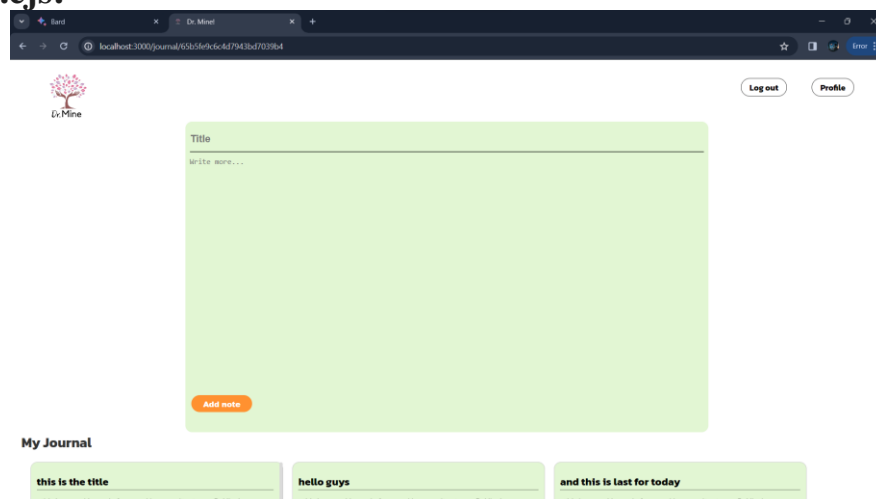 .ejs.
Bard
Dr. Mine!
localhost:3000/journal/65b5fe9c6c4d7943bd7039b4
Error
Dr.Mine
Log out
Profile
Title
Write more...
Add note
My Journal
this is the title
hello guys
and this is last for today